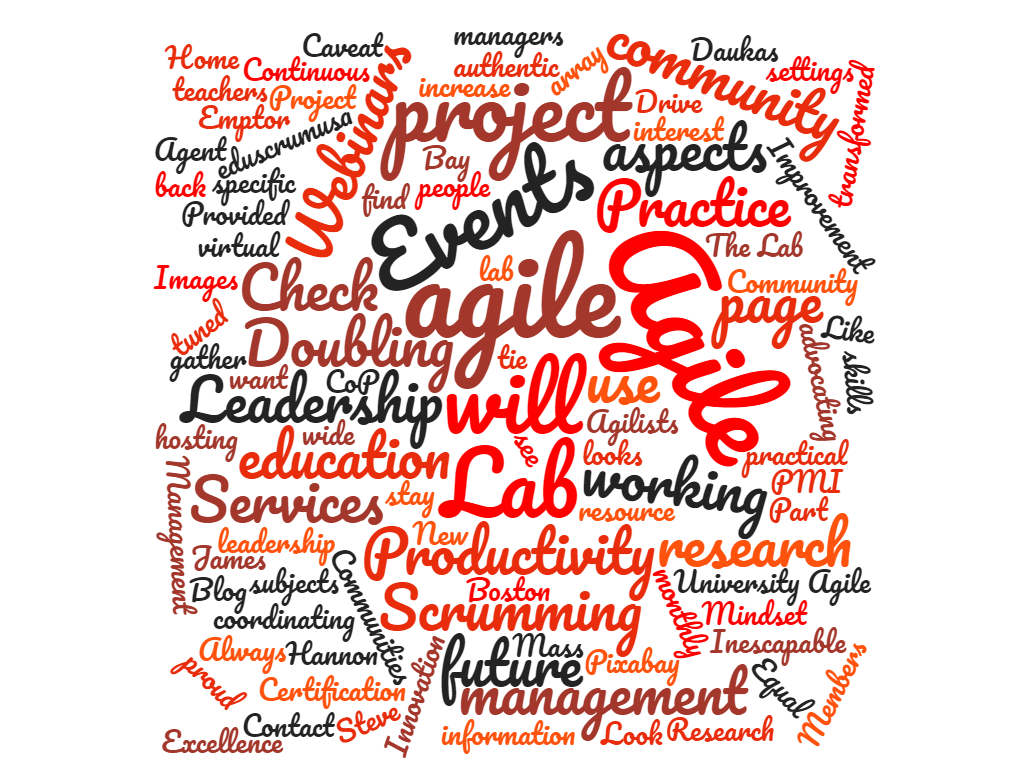 Caveat
managers
Daukas
Home
Continuous
authentic
array
community
settings
teachers
Project
increase
project
Drive
transformed
Emptor
eduscrumusa
Webinars
interest
Agent
Bay
Events
aspects
Improvement
back
specific
find
people
Practice
Provided
virtual
The Lab
Images
Check
lab
agile
Agile
Community
page
tuned
Doubling
Like
gather
tie
advocating
skills
want
CoP
Leadership
will
use
hosting
wide
Agilists
education
see
looks
practical
Management
Services
stay
Lab
working
PMI
resource
Part
New
leadership
James
Productivity
research
Blog
subjects
Communities
Boston
monthly
University Agile
coordinating
Scrumming
Mindset
Always
Hannon
Innovation
Mass
future
Pixabay
Inescapable
proud
Certification
management
Equal
Members
Contact
Steve
Excellence
information
Look
Research